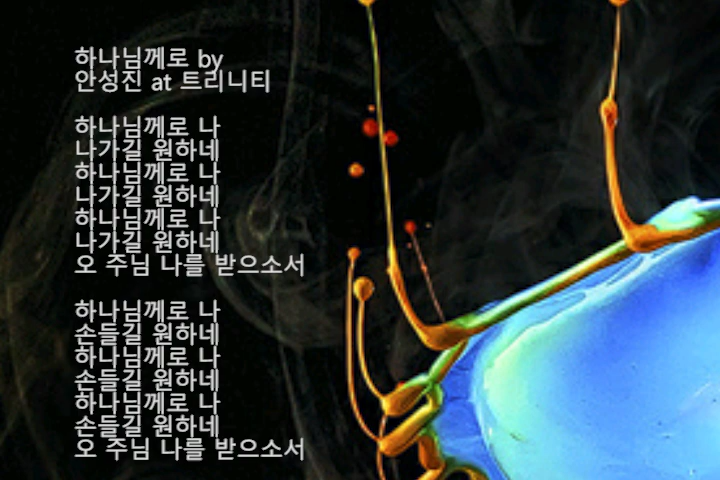 하나님께로 by
안성진 at 트리니티
하나님께로 나
나가길 원하네
하나님께로 나
나가길 원하네
하나님께로 나
나가길 원하네
오 주님 나를 받으소서
하나님께로 나
손들길 원하네
하나님께로 나
손들길 원하네
하나님께로 나
손들길 원하네
오 주님 나를 받으소서